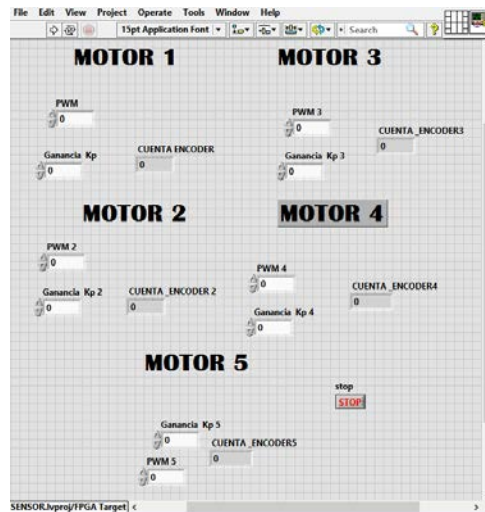 File Edit View Project Operate Tools Window Help
15pt Application Font Search
MOTOR 1
PWM
0
Ganancia Kp
0
CUENTA ENCODER
0
MOTOR 3
PWM 3
0
CUENTA_ENCODER3
0
Ganancia Kp 3
0
MOTOR 2
PWM 2
0
Ganancia Kp 2
0
CUENTA_ENCODER 2
0
MOTOR 4
PWM 4
0
CUENTA_ENCODER4
0
Ganancia Kp 4
0
MOTOR 5
stop
STOP
Ganancia Kp 5
0
CUENTA_ENCODER5
0
PWM 5
0
SENSOR.lvproj/FPGA Target